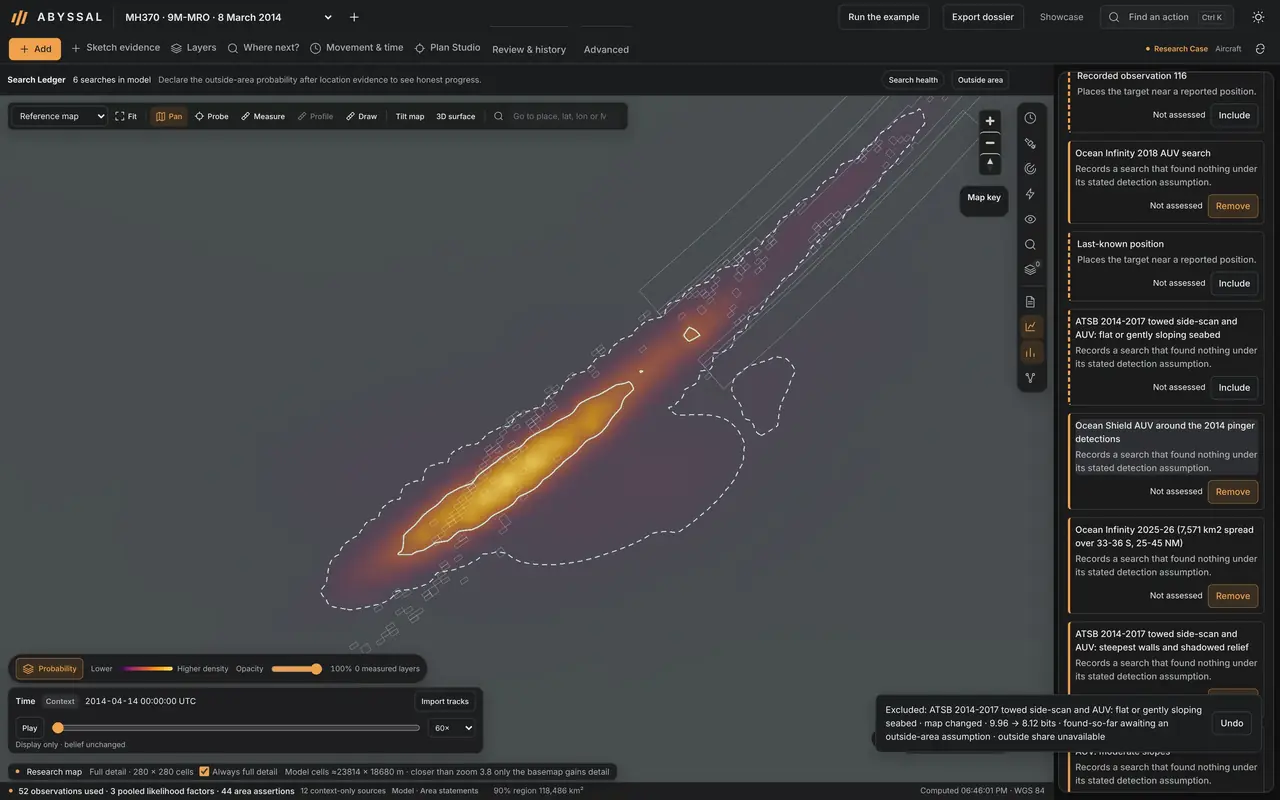 ABYSSAL
MH370 · 9M-MRO · 8 March 2014
Run the example
Export dossier
Showcase
Find an action
Ctrl K
Add
Sketch evidence
Layers
Where next?
Movement & time
Plan Studio
Review & history
Advanced
Research Case
Aircraft
Search Ledger
6 searches in model
Declare the outside-area probability after location evidence to see honest progress.
Search health
Outside area
Reference map
Fit
Pan
Probe
Measure
Profile
Draw
Tilt map
3D surface
Go to place, lat, lon or M
Map key
0
Recorded observation 116
Places the target near a reported position.
Not assessed
Include
Ocean Infinity 2018 AUV search
Records a search that found nothing under
its stated detection assumption.
Not assessed
Remove
Last-known position
Places the target near a reported position.
Not assessed
Include
ATSB 2014-2017 towed side-scan and
AUV: flat or gently sloping seabed
Records a search that found nothing under
its stated detection assumption.
Not assessed
Include
Ocean Shield AUV around the 2014 pinger
detections
Records a search that found nothing under
its stated detection assumption.
Not assessed
Remove
Ocean Infinity 2025-26 (7,571 km2 spread
over 33-36 S, 25-45 NM)
Records a search that found nothing under
its stated detection assumption.
Not assessed
Remove
ATSB 2014-2017 towed side-scan and
AUV: steepest walls and shadowed relief
Records a search that found nothing under
its stated detection assumption.
AUV: moderate slopes
Records a search that found nothing under
its stated detection assumption.
Excluded: ATSB 2014-2017 towed side-scan and AUV: flat or gently sloping
seabed · map changed · 9.96 → 8.12 bits · found-so-far awaiting an
outside-area assumption · outside share unavailable
Undo
Probability
Lower
Higher density
Opacity
100%
0 measured layers
Time
Context
2014-04-14 00:00:00 UTC
Import tracks
Play
60×
Display only · belief unchanged
Research map
Full detail · 280 × 280 cells
Always full detail
Model cells ≈23814 × 18680 m · closer than zoom 3.8 only the basemap gains detail
52 observations used · 3 pooled likelihood factors · 44 area assertions
12 context-only sources
Model · Area statements
90% region 118,486 km²
Computed 06:46:01 PM · WGS 84